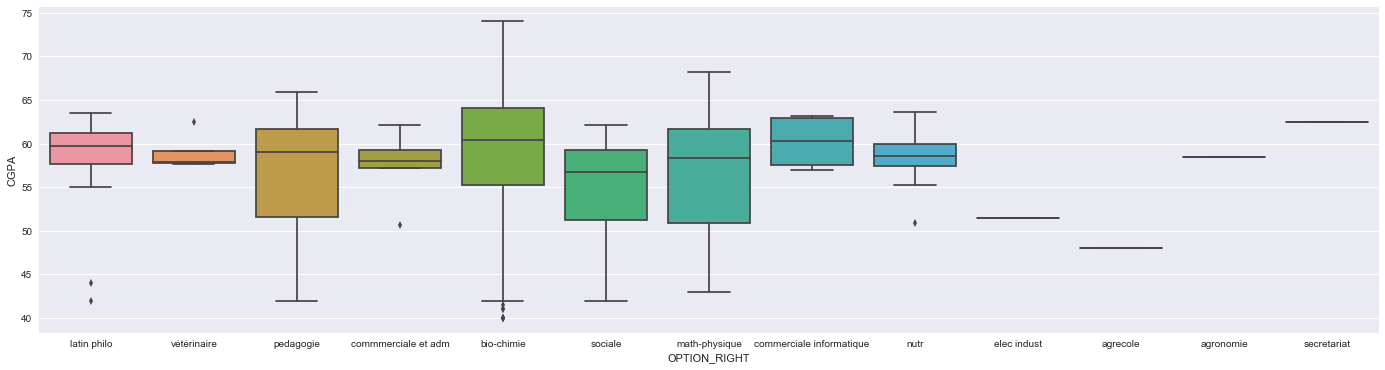 75
70
65
60
55
50
45
40
CGPA
latin philo vétérinaire pedagogie commmerciale et adm bio-chimie sociale math-physique commerciale informatique nutr elec indust agrecole agronomie secretariat
OPTION_RIGHT